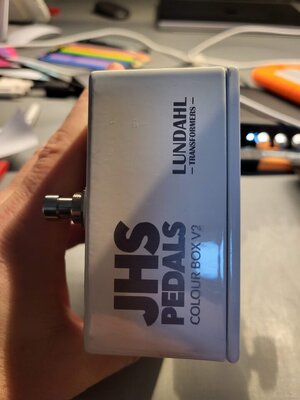 LUNDAHL
– TRANSFORMERS –
JHS
PEDALS
COLOUR BOX V2